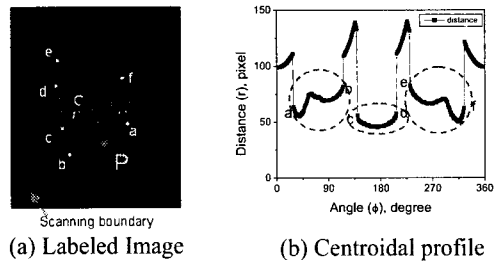 e
f
d
C
c
a
b
P
Scanning boundary
(a) Labeled Image
150
100
50
0
Distance (r), pixel
distance
a
b
c
d
e
f
0
90
180
270
360
Angle (ϕ), degree
(b) Centroidal profile